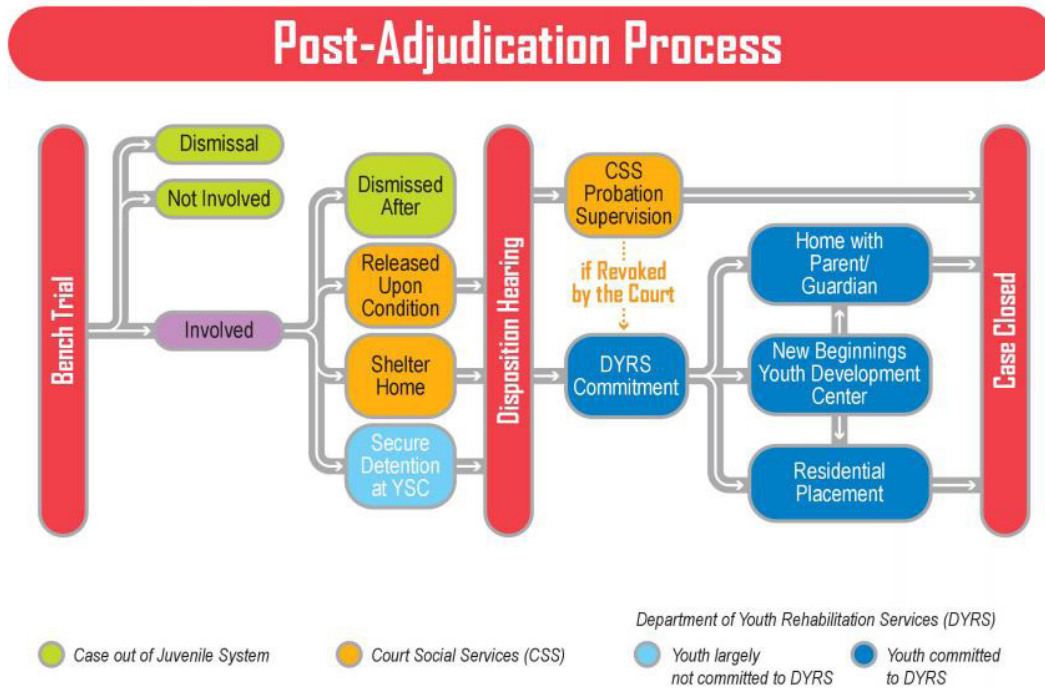 Post-Adjudication Process
Bench Trial
Dismissal
Not Involved
Involved
Dismissed
After
Released
Upon
Condition
Shelter
Home
Secure
Detention
at YSC
Disposition Hearing
CSS
Probation
Supervision
if Revoked
by the Court
DYRS
Commitment
Home with
Parent/
Guardian
New Beginnings
Youth Development
Center
Residential
Placement
Case Closed
Case out of Juvenile System
Court Social Services (CSS)
Department of Youth Rehabilitation Services (DYRS)
Youth largely
not committed to DYRS
Youth committed
to DYRS